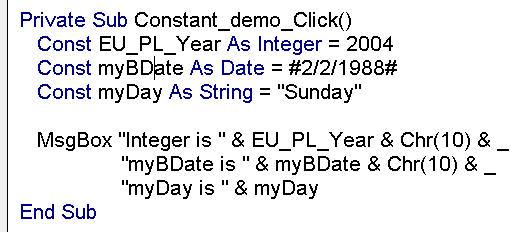 Private Sub Constant_demo_Click()
Const EU_PL_Year As Integer = 2004
Const myBDate As Date = #2/2/1988#
Const myDay As String = "Sunday"
MsgBox "Integer is " & EU_PL_Year & Chr(10) & _
"myBDate is " & myBDate & Chr(10) & _
"myDay is " & myDay
End Sub